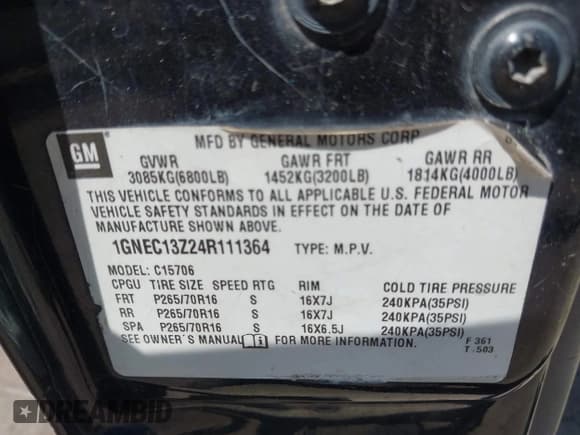 MFD BY GENERAL MOTORS CORP
GM
GVWR GAWR FRT GAWR RR
3085KG(6800LB) 1452KG(3200LB) 1814KG(4000LB)
THIS VEHICLE CONFORMS TO ALL APPLICABLE U.S. FEDERAL MOTOR
VEHICLE SAFETY STANDARDS IN EFFECT ON THE DATE OF
MANUFACTURE SHOWN ABOVE.
1GNEC13Z24R111364 TYPE: M.P.V.
MODEL: C15706
CPGU TIRE SIZE SPEED RTG RIM COLD TIRE PRESSURE
FRT P265/70R16 S 16X7J 240KPA(35PSI)
RR P265/70R16 S 16X7J 240KPA(35PSI)
SPA P265/70R16 S 16X6.5J 240KPA(35PSI)
SEE OWNER'S MANUAL FOR MORE INFORMATION.
F 361
T 503
DREAMBID